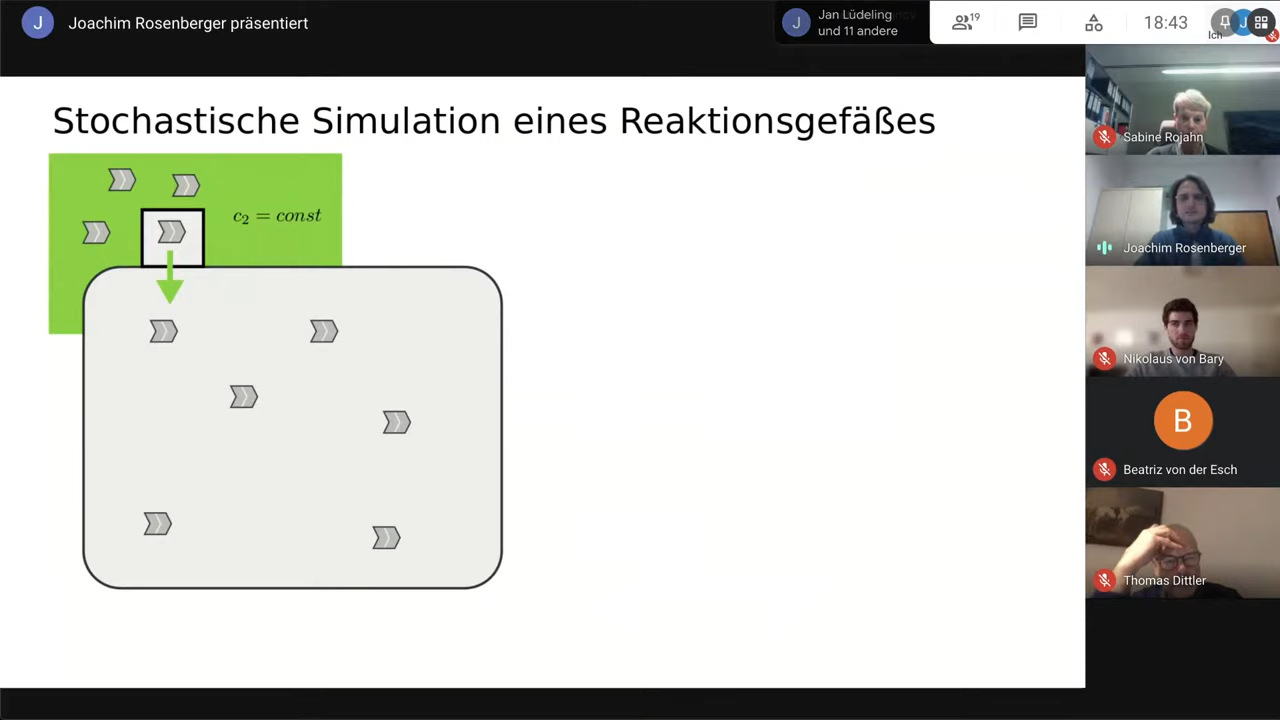 J
Joachim Rosenberger präsentiert
J
Jan Lüdeling
und 11 andere
19
18:43
J
Ich
Stochastische Simulation eines Reaktionsgefäßes
c₂ = const
Sabine Rojahn
Joachim Rosenberger
Nikolaus von Bary
B
Beatriz von der Esch
Thomas Dittler